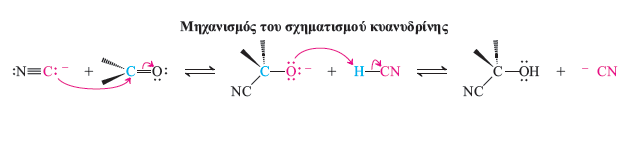 Μηχανισμός του σχηματισμού κυανυδρίνης
:N≡C:⁻ + C=O: ⇌ C—O:⁻ + H—CN ⇌ C—OH + ⁻CN
NC NC